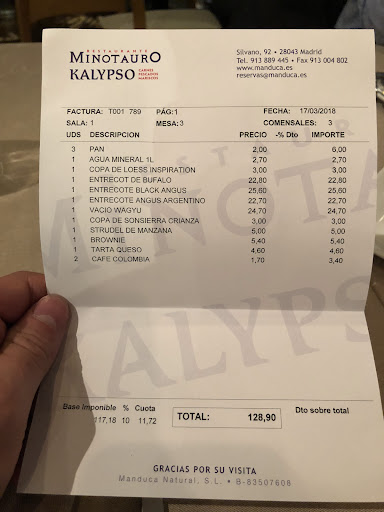 RESTAURANTE
MINOTAURO
KALYPSO CARNES PESCADOS MARISCOS
Silvano, 92 • 28043 Madrid
Tel. 913 889 445 • Fax 913 004 802
www.manduca.es
reservas@manduca.es
FACTURA: T001 789 PÁG:1 FECHA: 17/03/2018
SALA: 1 MESA: 3 COMENSALES: 3
UDS DESCRIPCION PRECIO -% Dto IMPORTE
3 PAN 2,00 6,00
1 AGUA MINERAL 1L 2,70 2,70
1 COPA DE LOESS INSPIRATION 3,00 3,00
1 ENTRECOT DE BUFALO 22,80 22,80
1 ENTRECOTE BLACK ANGUS 25,60 25,60
1 ENTRECOTE ANGUS ARGENTINO 22,70 22,70
1 VACIO WAGYU 24,70 24,70
1 COPA DE SONSIERRA CRIANZA 3,00 3,00
1 STRUDEL DE MANZANA 5,00 5,00
1 BROWNIE 5,40 5,40
1 TARTA QUESO 4,60 4,60
2 CAFE COLOMBIA 1,70 3,40
KALYPS
Base Imponible % Cuota
117,18 10 11,72
TOTAL: 128,90
Dto sobre total
GRACIAS POR SU VISITA
Manduca Natural, S.L. • B-83507608